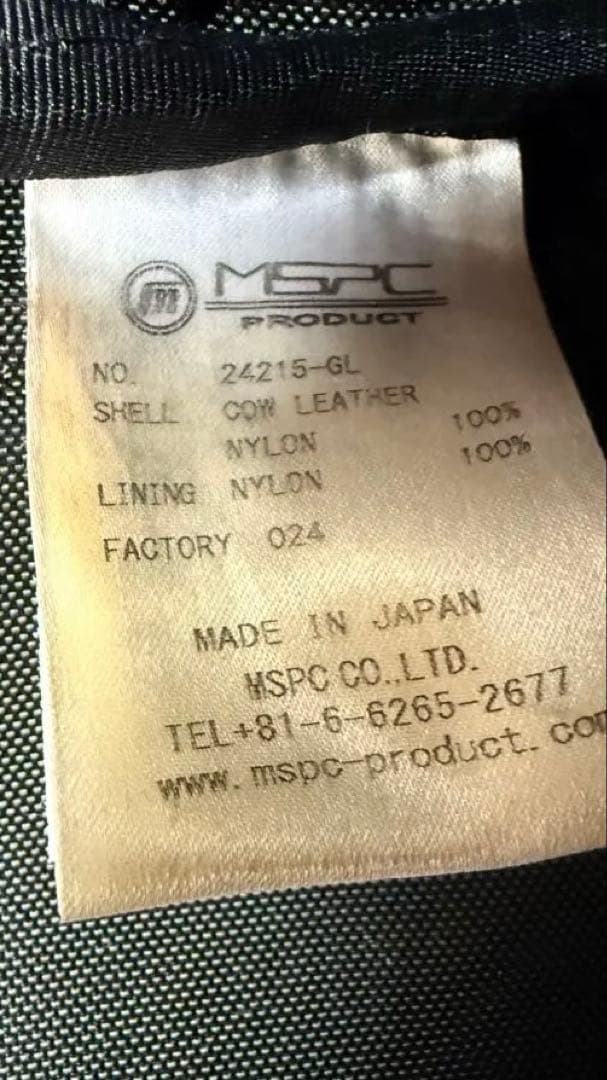 MSPC
PRODUCT
NO. 24215-GL
SHELL COW LEATHER
NYLON 100%
LINING NYLON 100%
FACTORY 024
MADE IN JAPAN
MSPC CO.,LTD.
TEL+81-6-6265-2677
www.mspc-product.com